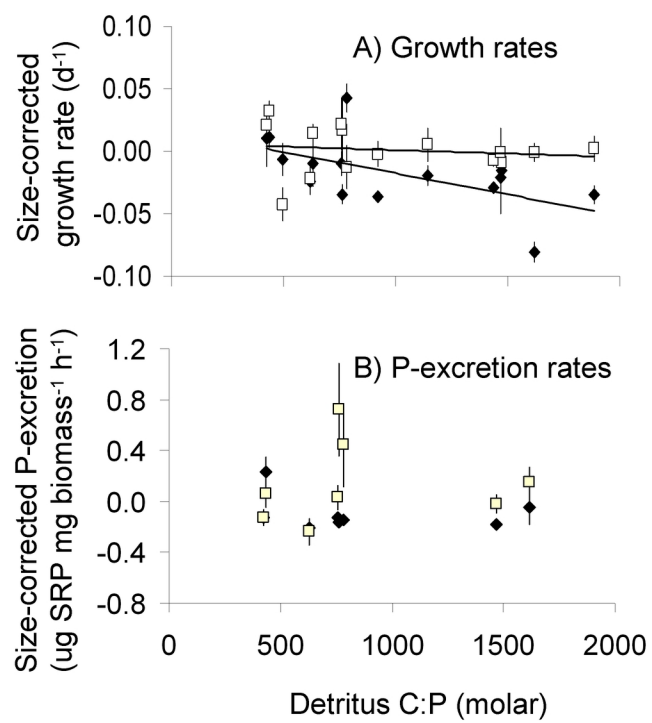 A) Growth rates
Size-corrected
growth rate (d⁻¹)
0.10
0.05
0.00
-0.05
-0.10
B) P-excretion rates
Size-corrected P-excretion
(ug SRP mg biomass⁻¹ h⁻¹)
1.2
0.8
0.4
0.0
-0.4
-0.8
0 500 1000 1500 2000
Detritus C:P (molar)